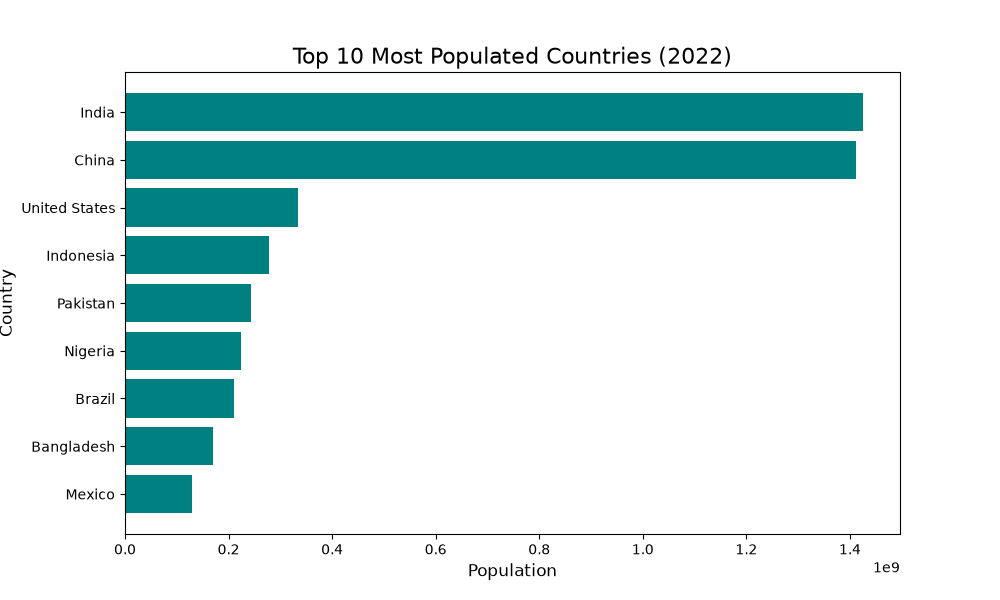 Top 10 Most Populated Countries (2022)
India
China
United States
Indonesia
Pakistan
Nigeria
Brazil
Bangladesh
Mexico
Country
0.0 0.2 0.4 0.6 0.8 1.0 1.2 1.4
1e9
Population